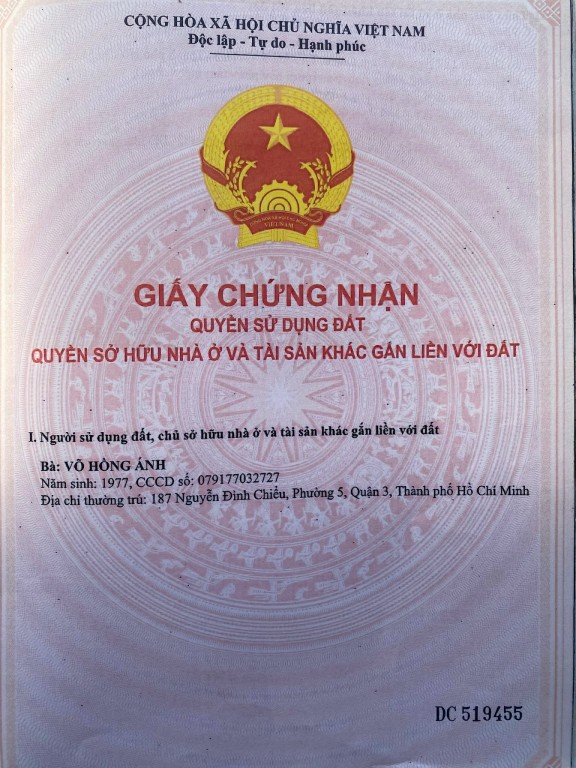 CỘNG HÒA XÃ HỘI CHỦ NGHĨA VIỆT NAM
Độc lập - Tự do - Hạnh phúc
VIỆT NAM
GIẤY CHỨNG NHẬN
QUYỀN SỬ DỤNG ĐẤT
QUYỀN SỞ HỮU NHÀ Ở VÀ TÀI SẢN KHÁC GẮN LIỀN VỚI ĐẤT
I. Người sử dụng đất, chủ sở hữu nhà ở và tài sản khác gắn liền với đất
Bà: VÕ HỒNG ÁNH
Năm sinh: 1977, CCCD số: 079177032727
Địa chỉ thường trú: 187 Nguyễn Đình Chiểu, Phường 5, Quận 3, Thành phố Hồ Chí Minh
DC 519455